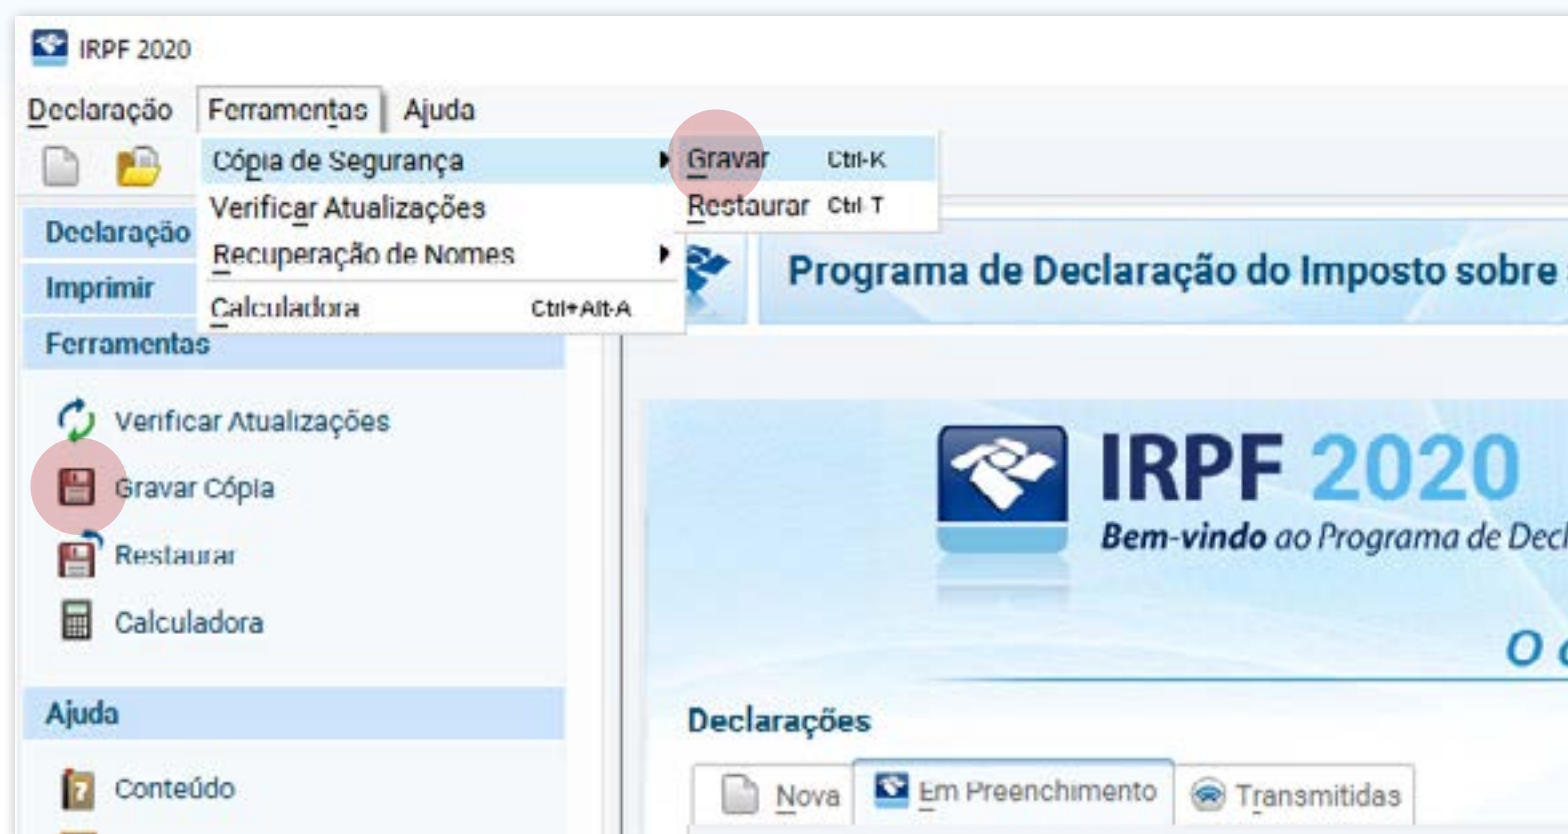 IRPF 2020
Declaração Ferramentas Ajuda
Cópia de Segurança
Gravar Ctrl-K
Verificar Atualizações
Restaurar Ctrl-T
Recuperação de Nomes
Calculadora Ctrl+Alt-A
Declaração
Imprimir
Ferramentas
Verificar Atualizações
Gravar Cópia
Restaurar
Calculadora
Ajuda
Conteúdo
Programa de Declaração do Imposto sobre
IRPF 2020
Bem-vindo ao Programa de Decl
O
Declarações
Nova Em Preenchimento Transmitidas